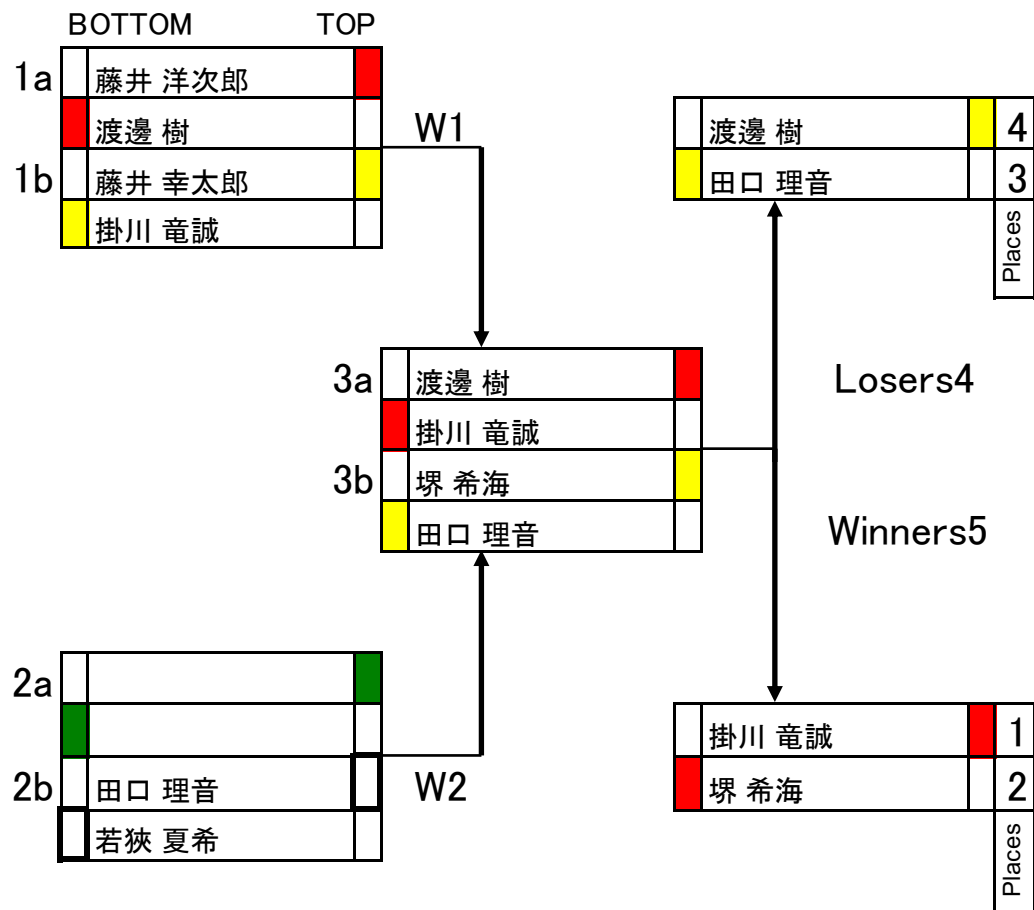 BOTTOM TOP
1a 藤井 洋次郎
渡邊 樹
1b 藤井 幸太郎
掛川 竜誠
W1
渡邊 樹 4
田口 理音 3
Places
3a 渡邊 樹
掛川 竜誠
3b 堺 希海
田口 理音
Losers4
Winners5
2a
2b 田口 理音
若狹 夏希
W2
掛川 竜誠 1
堺 希海 2
Places